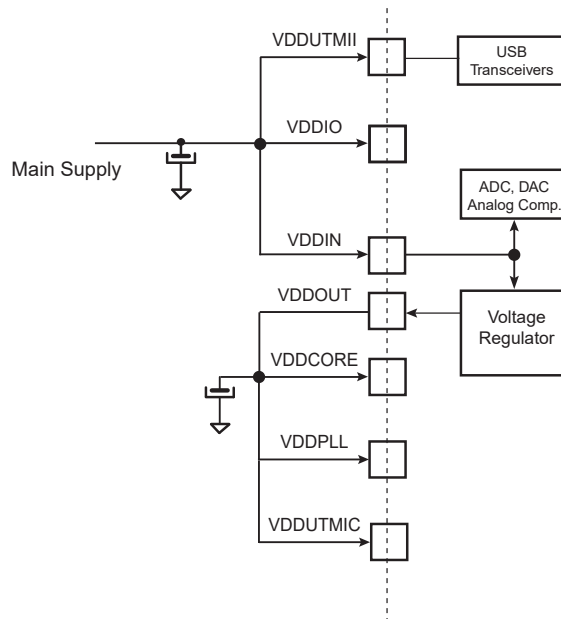 VDDUTMII
USB
Transceivers
VDDIO
Main Supply
ADC, DAC
Analog Comp.
VDDIN
VDDOUT
Voltage
Regulator
VDDCORE
VDDPLL
VDDUTMIC